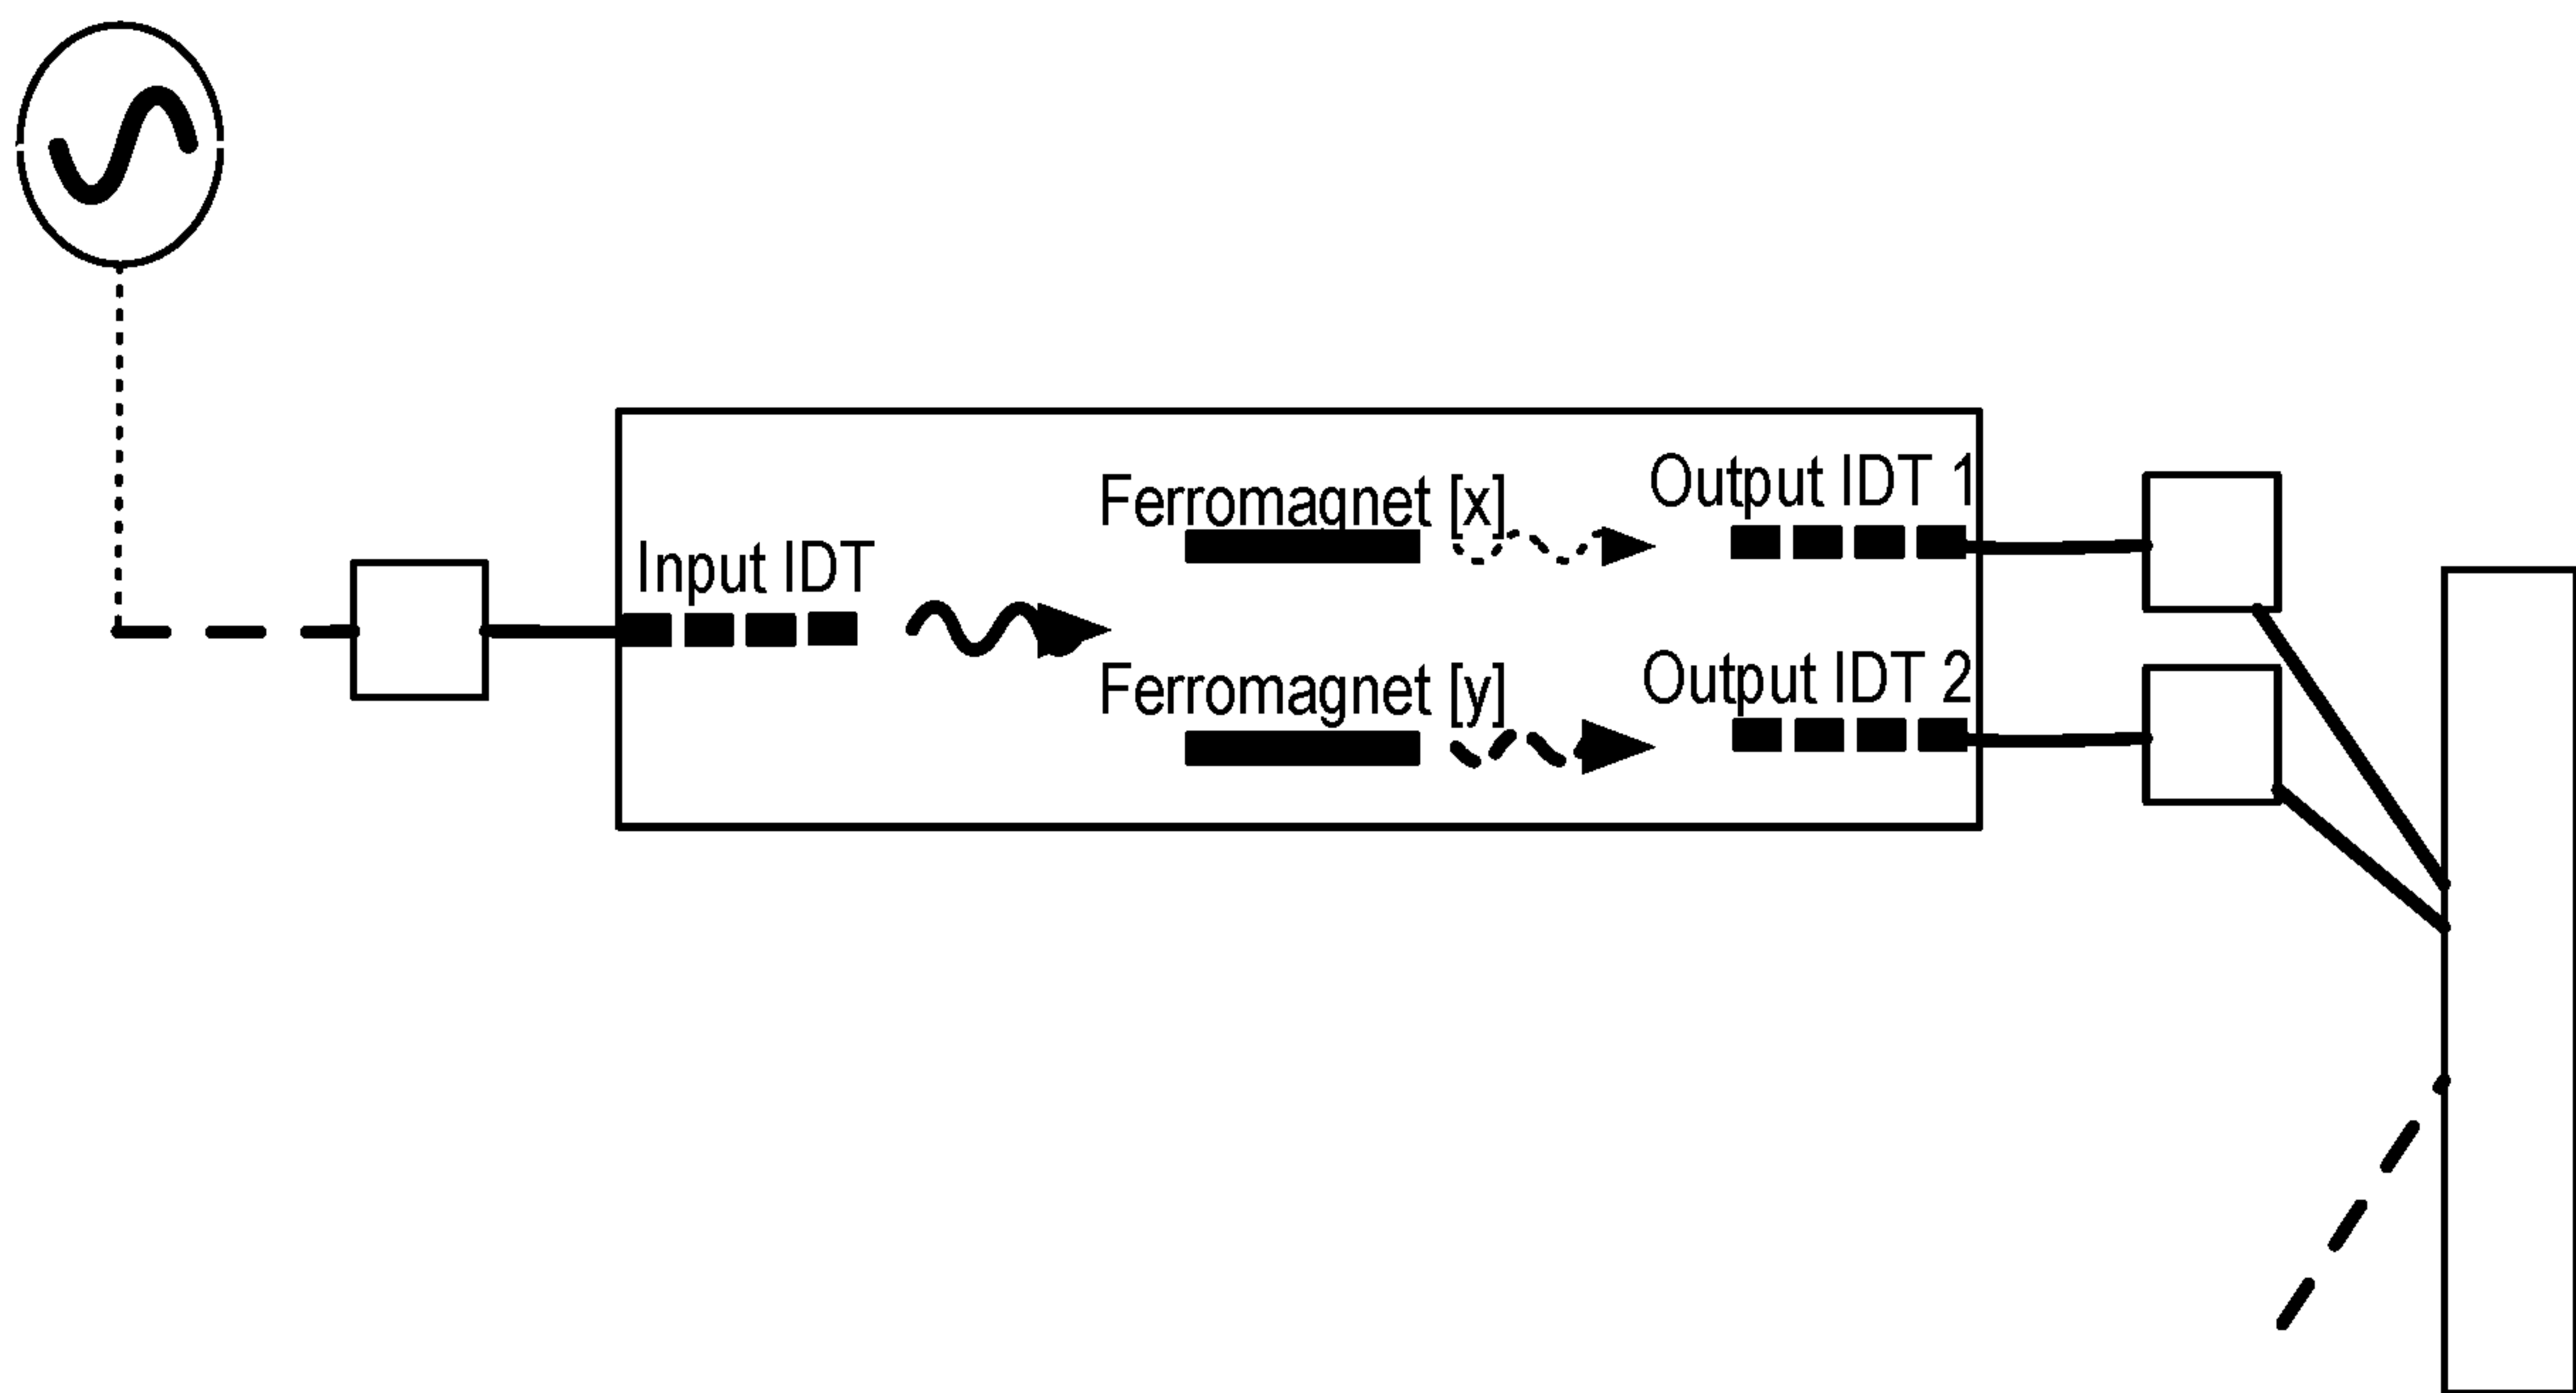 Ferromagnet [x]
Output IDT 1
Input IDT
Ferromagnet [y]
Output IDT 2